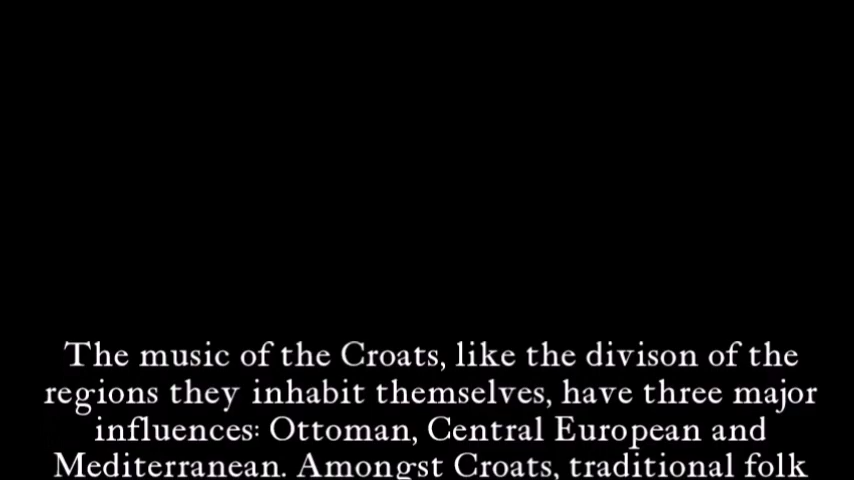 The music of the Croats, like the divison of the
regions they inhabit themselves, have three major
influences: Ottoman, Central European and
Mediterranean. Amongst Croats, traditional folk